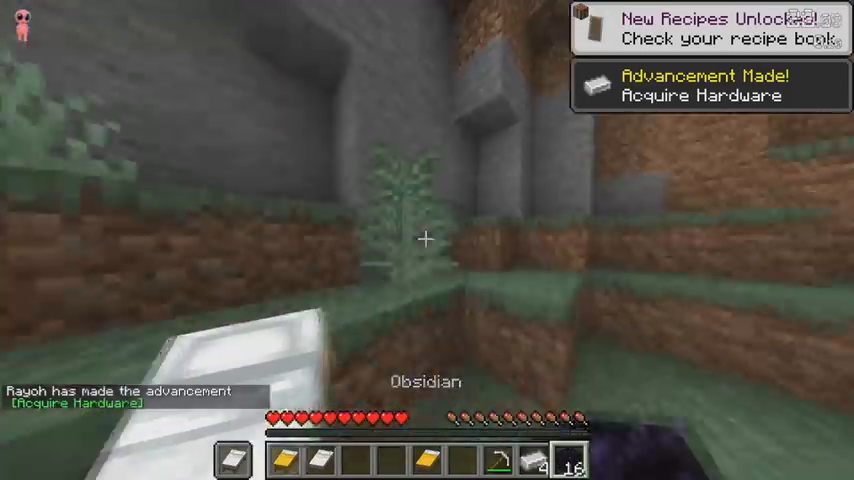 New Recipes Unlocked!
Check your recipe book
Advancement Made!
Acquire Hardware
Obsidian
Rayoh has made the advancement
[Acquire Hardware]
4
16